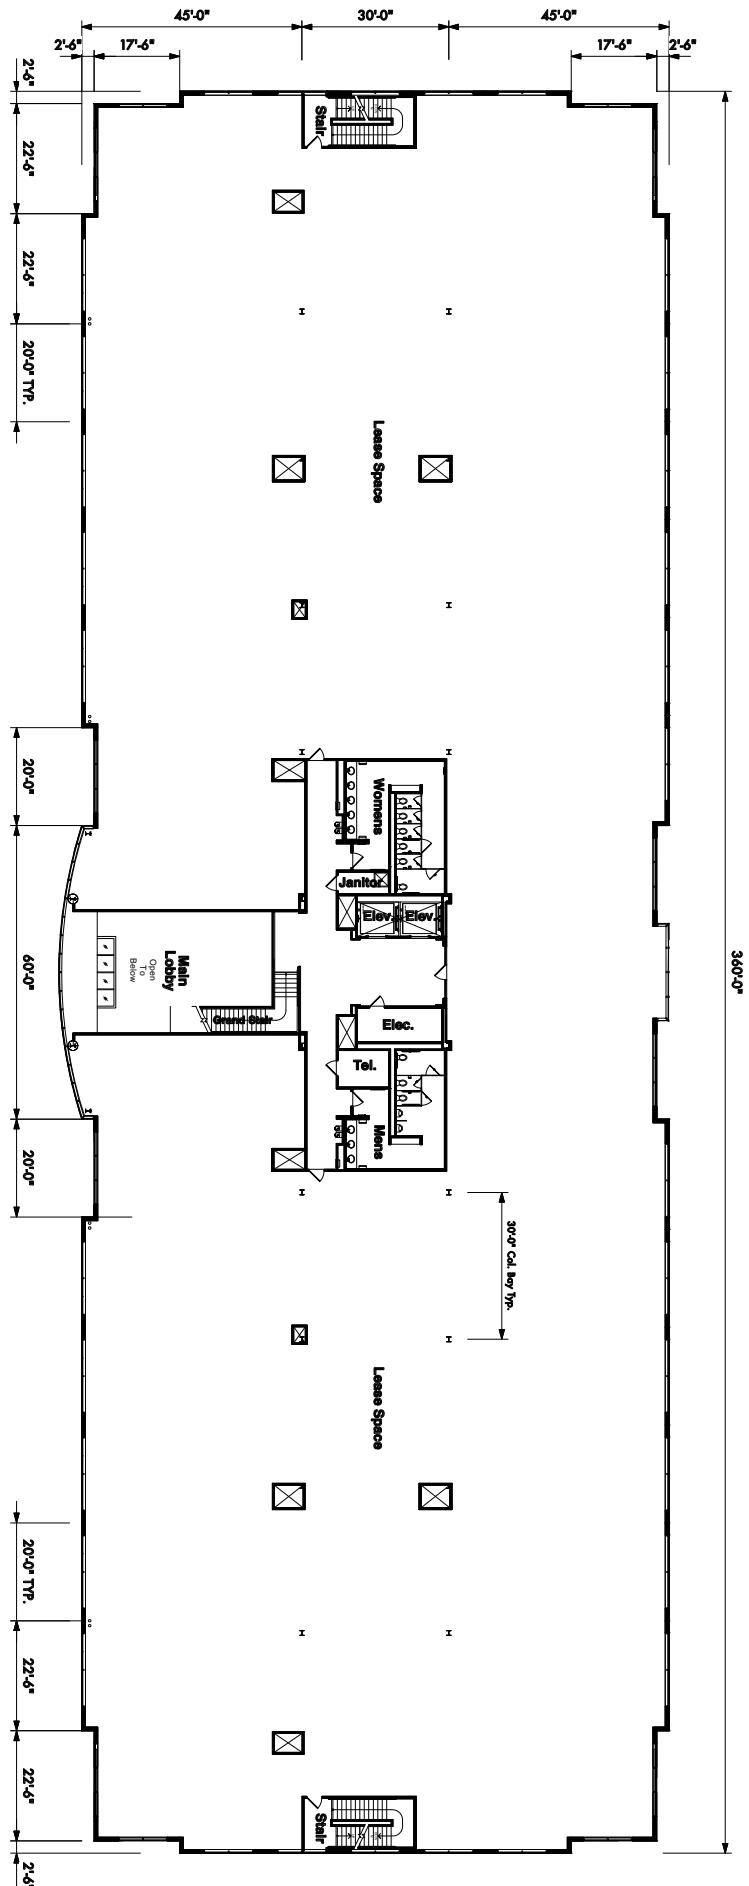 45'-0"
30'-0"
45'-0"
2'-6"
17'-6"
17'-6"
2'-6"
2'-6"
Stair
22'-6"
22'-6"
20'-0" TYP.
Lease Space
20'-0"
Womens
Janitor
Elev.
Elev.
360'-0"
Main
Lobby
Open
To
Below
60'-0"
Grand Stair
Elec.
Tel.
Mens
20'-0"
30'-0" Col. Bay Typ.
Lease Space
20'-0" TYP.
22'-6"
22'-6"
Stair
2'-6"